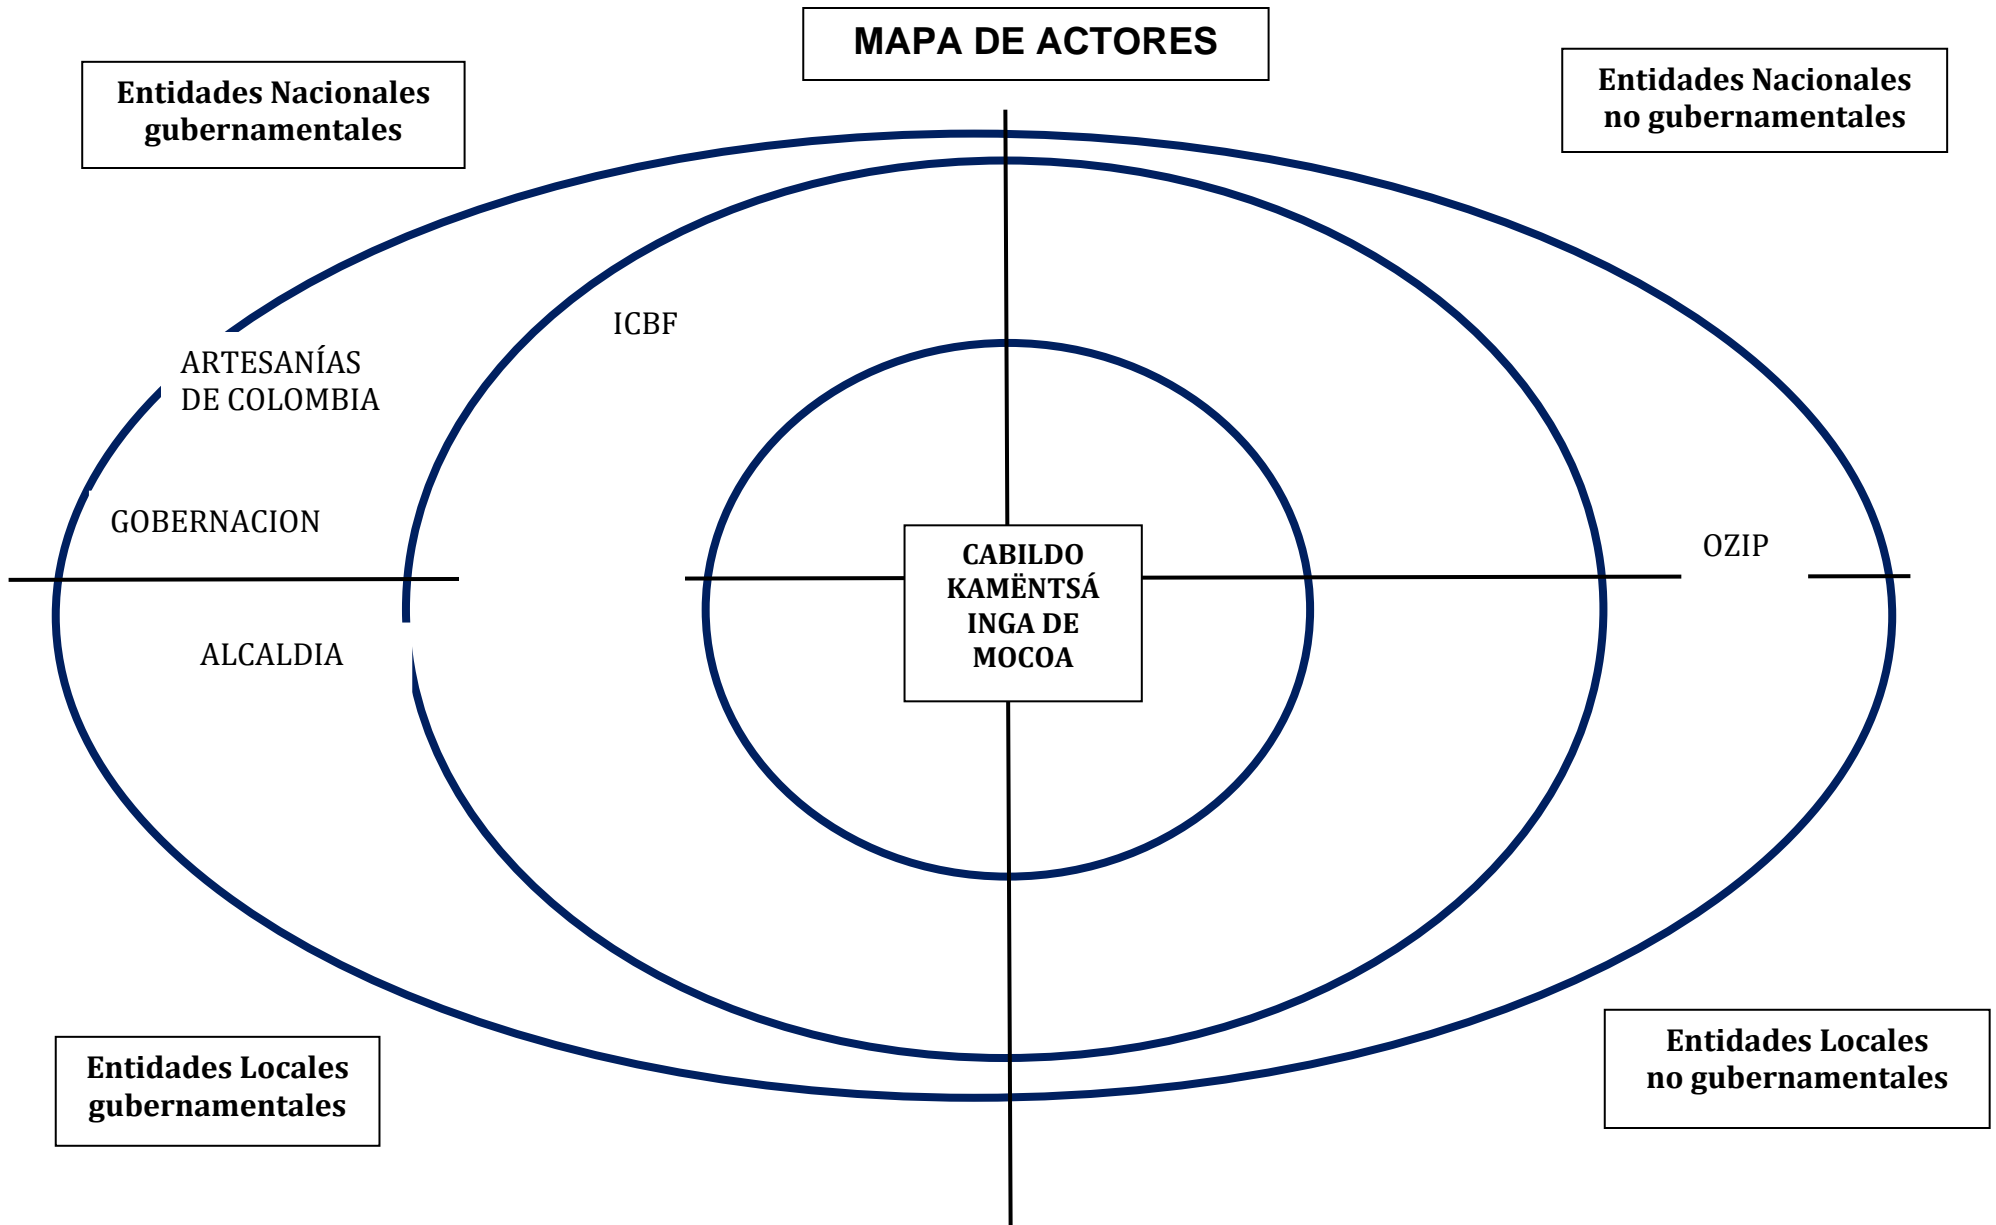 MAPA DE ACTORES
Entidades Nacionales
gubernamentales
Entidades Nacionales
no gubernamentales
ICBF
ARTESANÍAS
DE COLOMBIA
GOBERNACION
OZIP
CABILDO
KAMËNTSÁ
INGA DE
MOCOA
ALCALDIA
Entidades Locales
gubernamentales
Entidades Locales
no gubernamentales